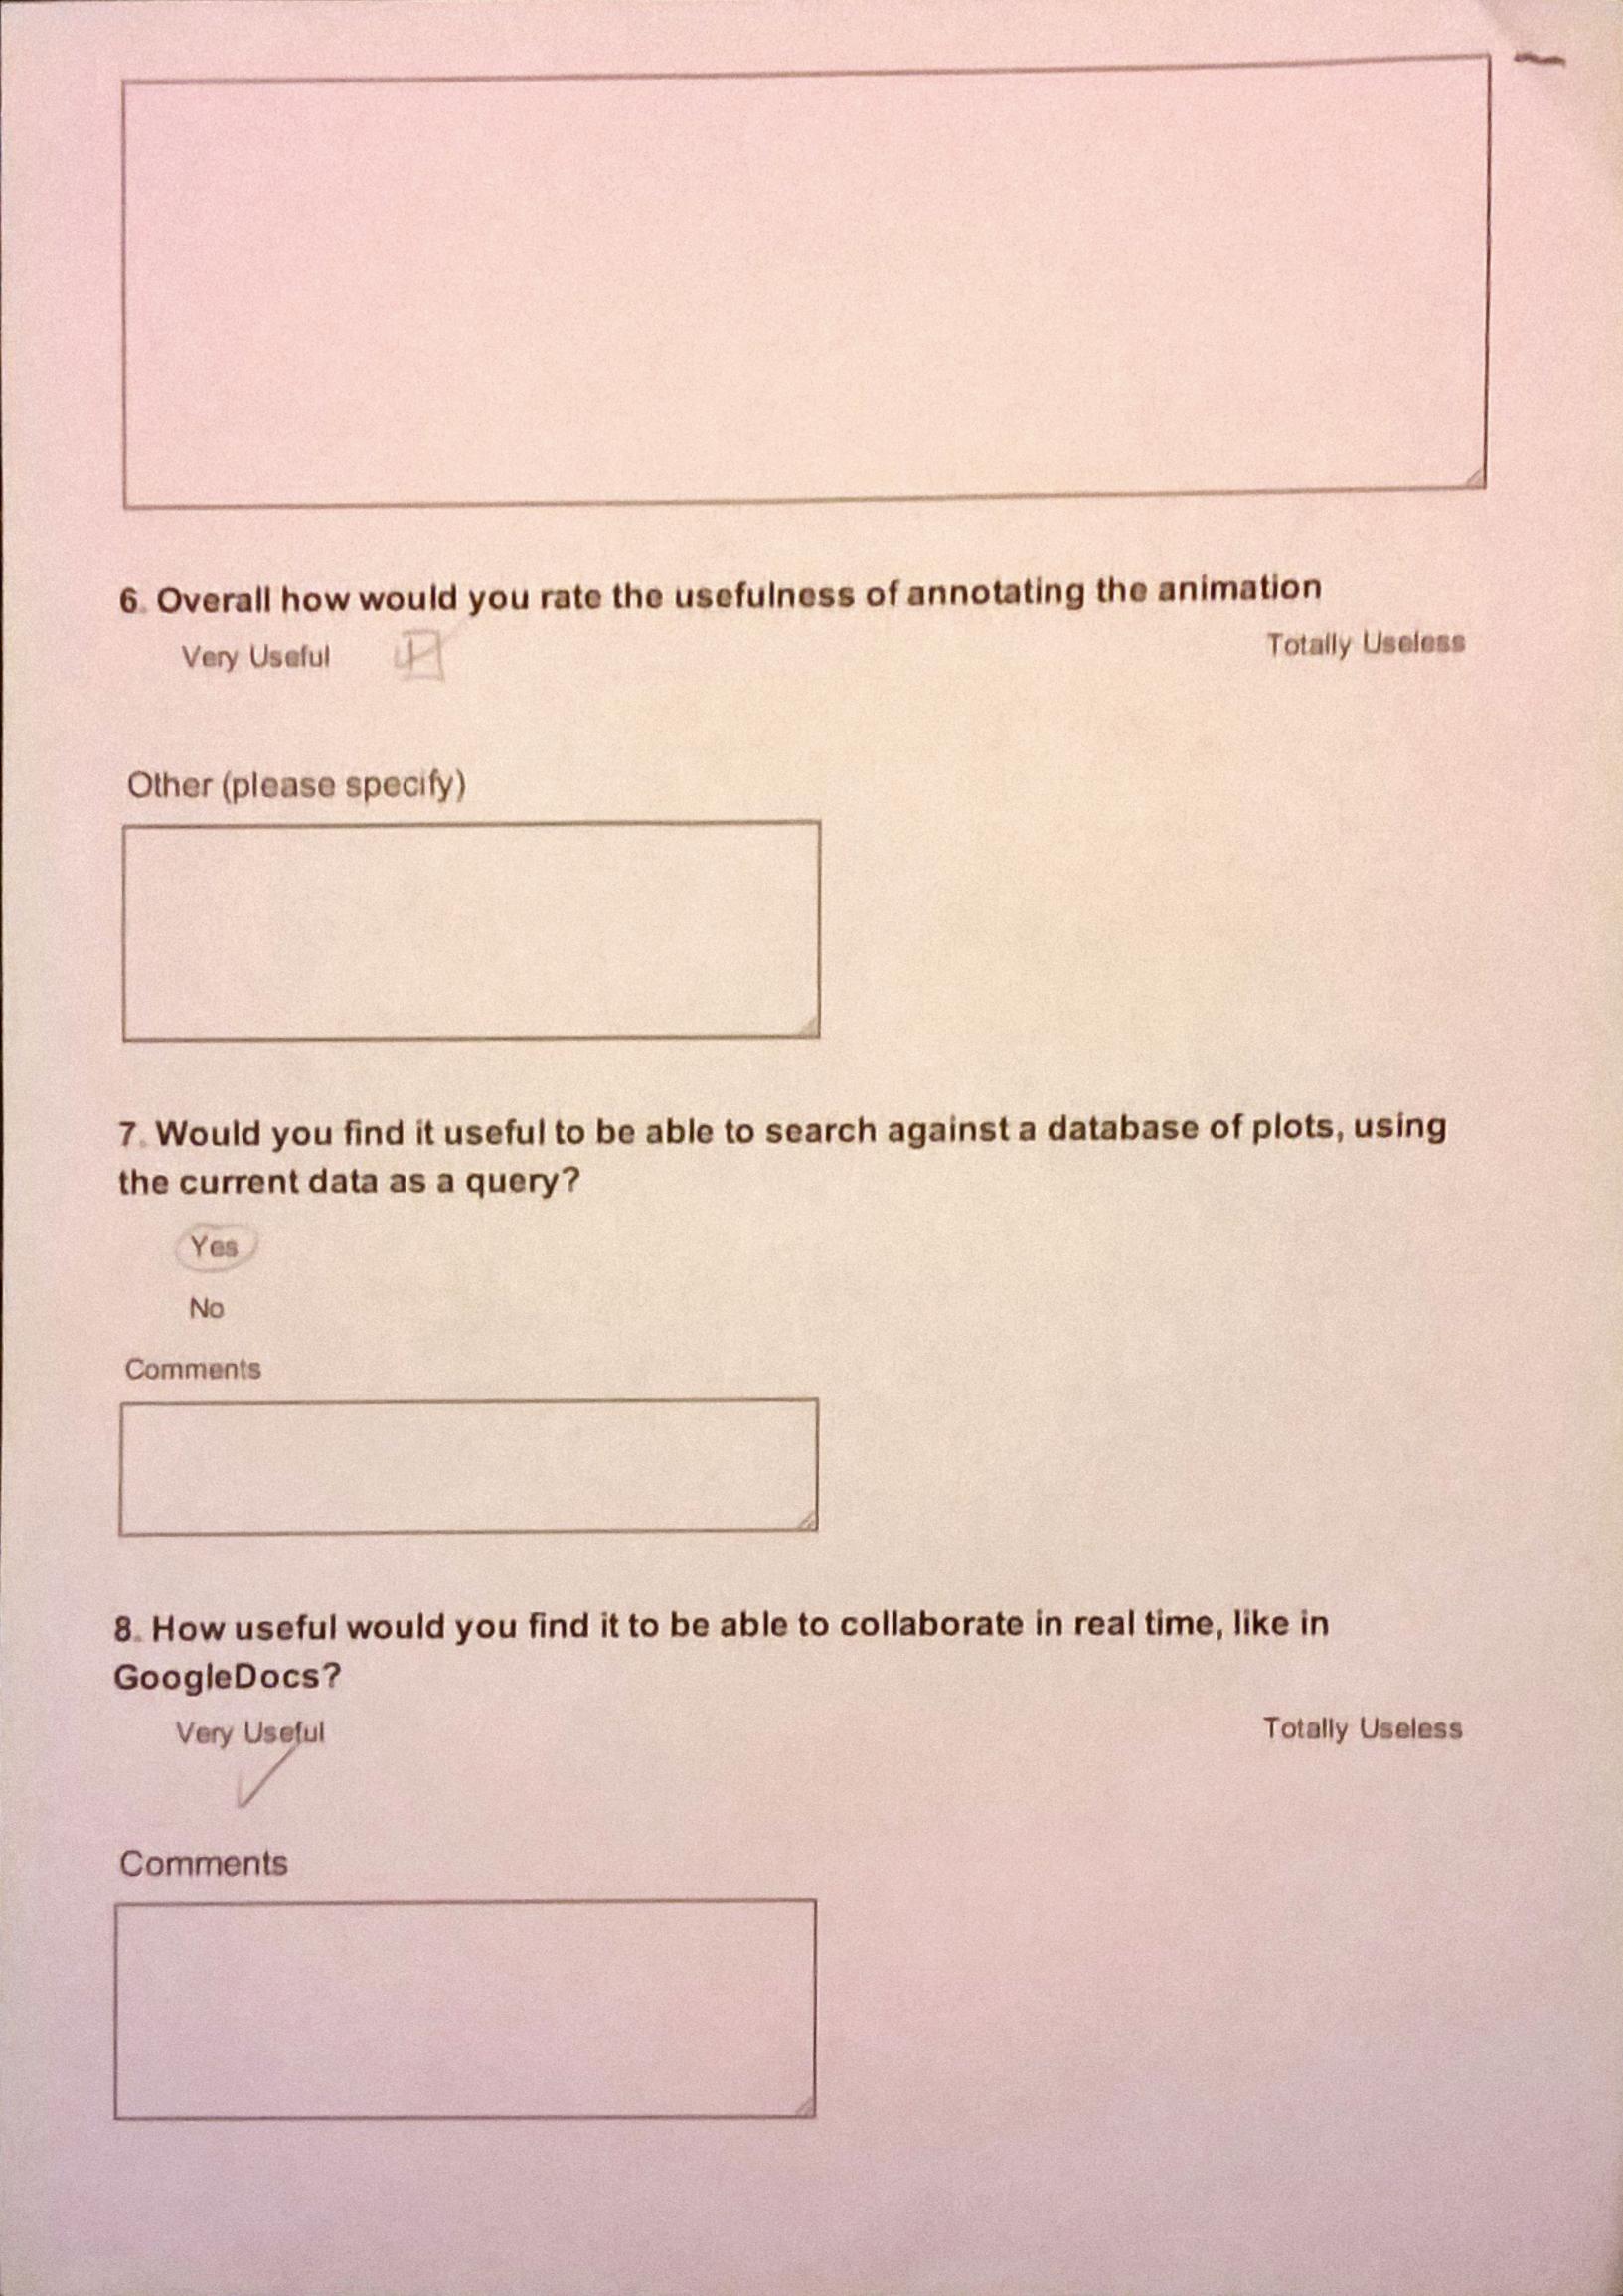 6. Overall how would you rate the usefulness of annotating the animation
Very Useful Totally Useless
Other (please specify)
7. Would you find it useful to be able to search against a database of plots, using
the current data as a query?
Yes
No
Comments
8. How useful would you find it to be able to collaborate in real time, like in
GoogleDocs?
Very Useful Totally Useless
Comments